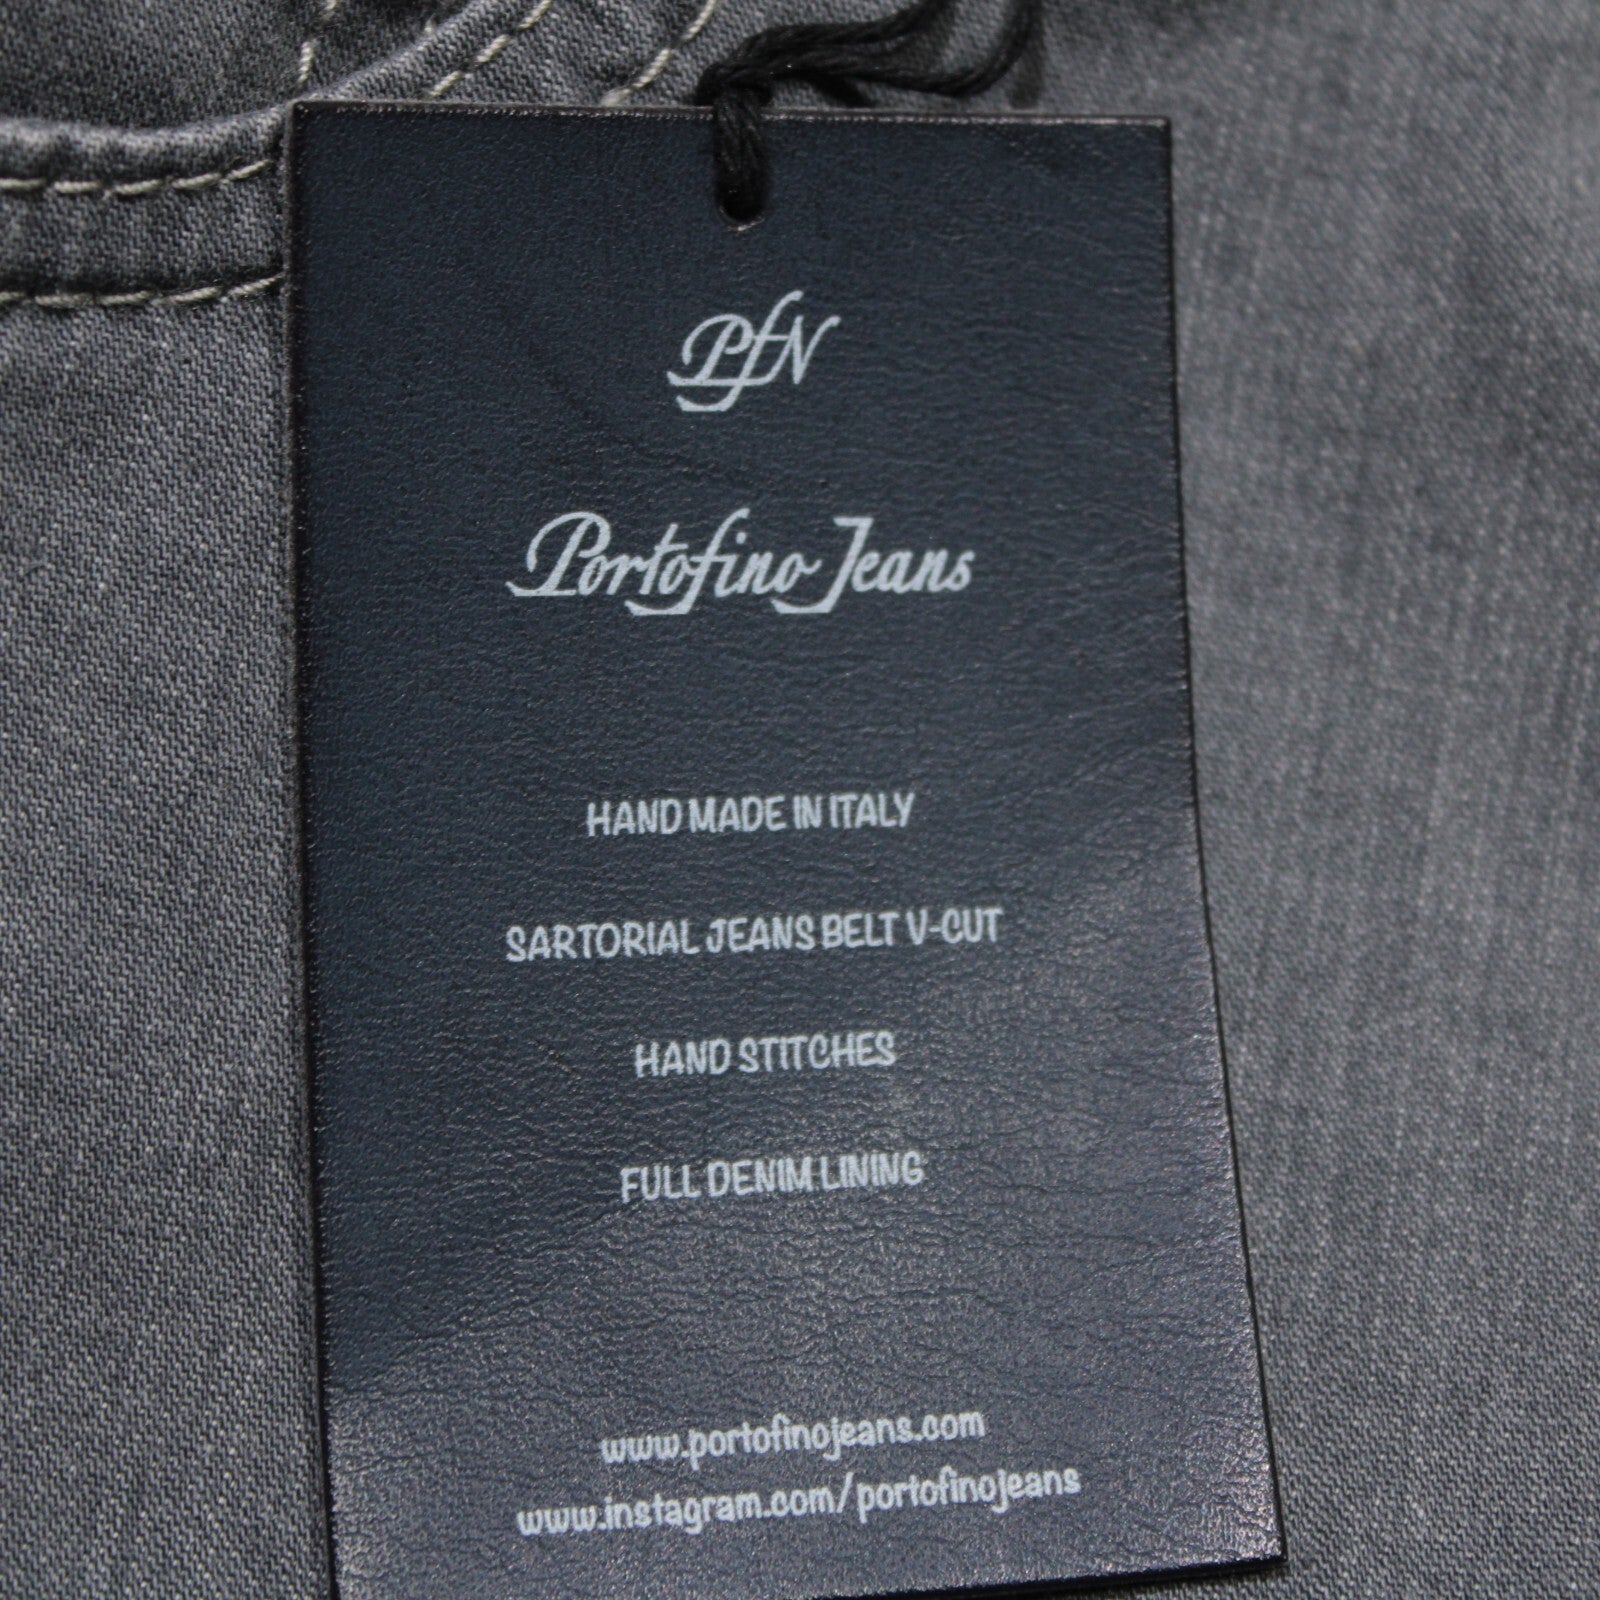 PfN
Portofino Jeans
HAND MADE IN ITALY
SARTORIAL JEANS BELT V-CUT
HAND STITCHES
FULL DENIM LINING
www.portofinojeans.com
www.instagram.com/portofinojeans